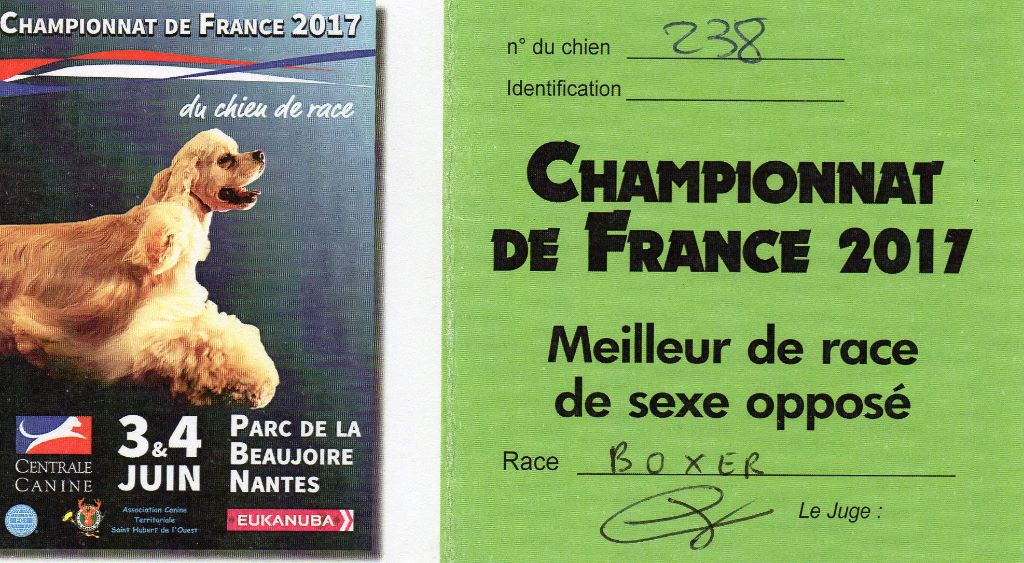 CHAMPIONNAT DE FRANCE 2017
du chien de race
CENTRALE
CANINE
3&4
JUIN
PARC DE LA
BEAUJOIRE
NANTES
FCI
Association Canine
Territoriale
Saint Hubert de l'Ouest
EUKANUBA
n° du chien 238
Identification
CHAMPIONNAT
DE FRANCE 2017
Meilleur de race
de sexe opposé
Race BOXER
Le Juge :